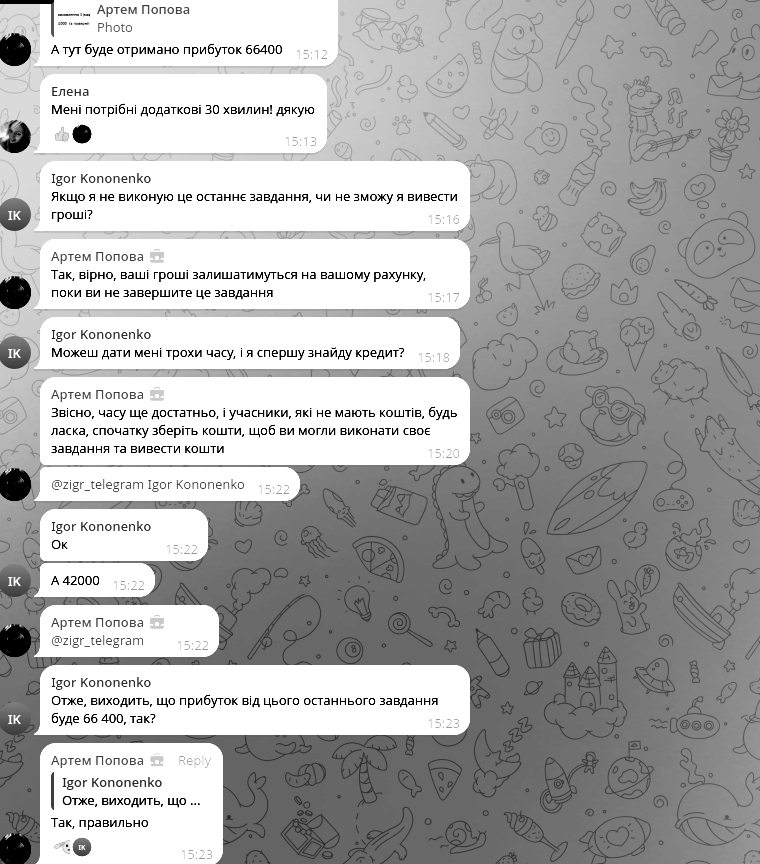 Артем Попова
Photo
А тут буде отримано прибуток 66400 15:12
Елена
Мені потрібні додаткові 30 хвилин! дякую
15:13
Igor Kononenko
Якщо я не виконую це останнє завдання, чи не зможу я вивести
гроші? 15:16
IK
Артем Попова
Так, вірно, ваші гроші залишатимуться на вашому рахунку,
поки ви не завершите це завдання 15:17
Igor Kononenko
Можеш дати мені трохи часу, і я спершу знайду кредит? 15:18
IK
Артем Попова
Звісно, часу ще достатньо, і учасники, які не мають коштів, будь
ласка, спочатку зберіть кошти, щоб ви могли виконати своє
завдання та вивести кошти 15:20
@zigr_telegram Igor Kononenko 15:22
Igor Kononenko
Ок 15:22
А 42000 15:22
IK
Артем Попова
@zigr_telegram 15:22
Igor Kononenko
Отже, виходить, що прибуток від цього останнього завдання
буде 66 400, так? 15:23
IK
Артем Попова Reply
Igor Kononenko
Отже, виходить, що ...
Так, правильно
IK
15:23